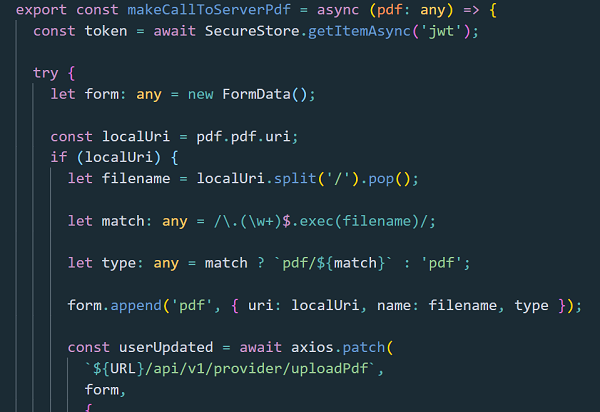 export const makeCallToServerPdf = async (pdf: any) => {
const token = await SecureStore.getItemAsync('jwt');
try {
let form: any = new FormData();
const localUri = pdf.pdf.uri;
if (localUri) {
let filename = localUri.split('/').pop();
let match: any = /\.(\w+)$.exec(filename)/;
let type: any = match ? `pdf/${match}` : 'pdf';
form.append('pdf', { uri: localUri, name: filename, type });
const userUpdated = await axios.patch(
`${URL}/api/v1/provider/uploadPdf`,
form,
{